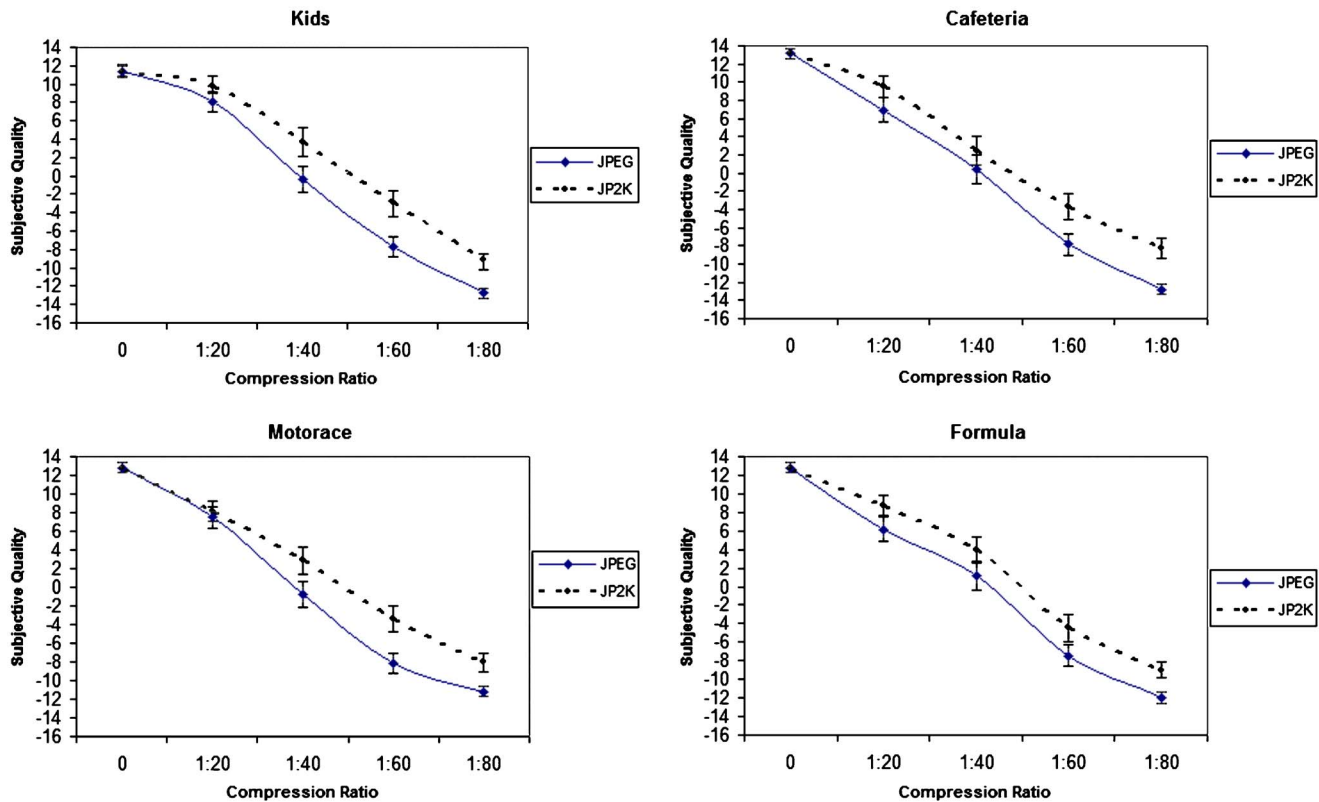 Kids
14
12
10
8
6
4
2
0
-2
-4
-6
-8
-10
-12
-14
-16
Subjective Quality
0 1:20 1:40 1:60 1:80
Compression Ratio
JPEG
JP2K
Cafeteria
14
12
10
8
6
4
2
0
-2
-4
-6
-8
-10
-12
-14
-16
Subjective Quality
0 1:20 1:40 1:60 1:80
Compression Ratio
JPEG
JP2K
Motorace
14
12
10
8
6
4
2
0
-2
-4
-6
-8
-10
-12
-14
-16
Subjective Quality
0 1:20 1:40 1:60 1:80
Compression Ratio
JPEG
JP2K
Formula
14
12
10
8
6
4
2
0
-2
-4
-6
-8
-10
-12
-14
-16
Subjective Quality
0 1:20 1:40 1:60 1:80
Compression Ratio
JPEG
JP2K